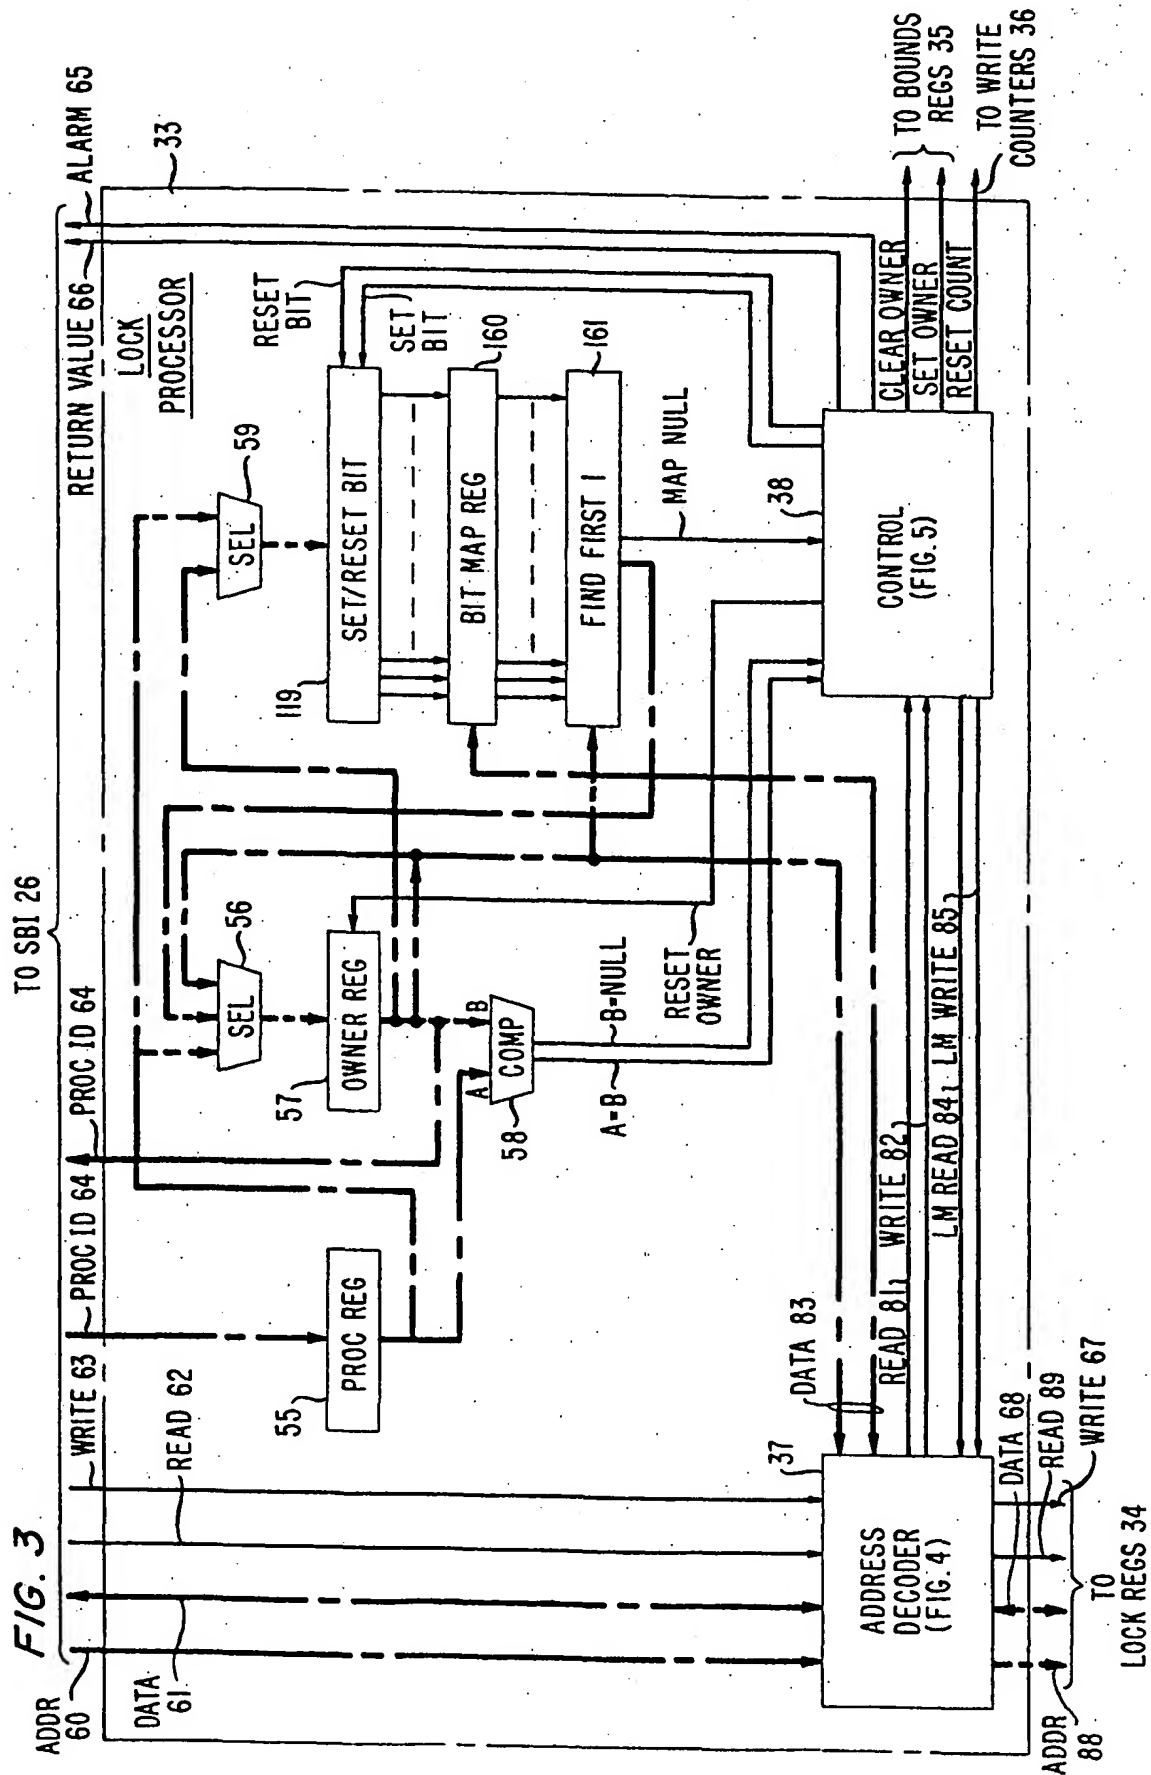 FIG. 3
TO SBI 26
ADDR
60
DATA
61
READ 62
WRITE 63
PROC ID 64
PROC ID 64
RETURN VALUE 66
ALARM 65
LOCK
PROCESSOR
33
55
PROC REG
57
OWNER REG
SEL
56
SEL
59
A
B
COMP
58
A=B
B=NULL
RESET
OWNER
119
SET/RESET BIT
RESET
BIT
SET
BIT
BIT MAP REG
160
FIND FIRST 1
161
MAP NULL
37
ADDRESS
DECODER
(FIG. 4)
DATA 83
READ 81
WRITE 82
LM READ 84
LM WRITE 85
38
CONTROL
(FIG. 5)
CLEAR OWNER
SET OWNER
RESET COUNT
TO BOUNDS
REGS 35
TO WRITE
COUNTERS 36
ADDR
88
DATA 68
READ 89
WRITE 67
TO
LOCK REGS 34